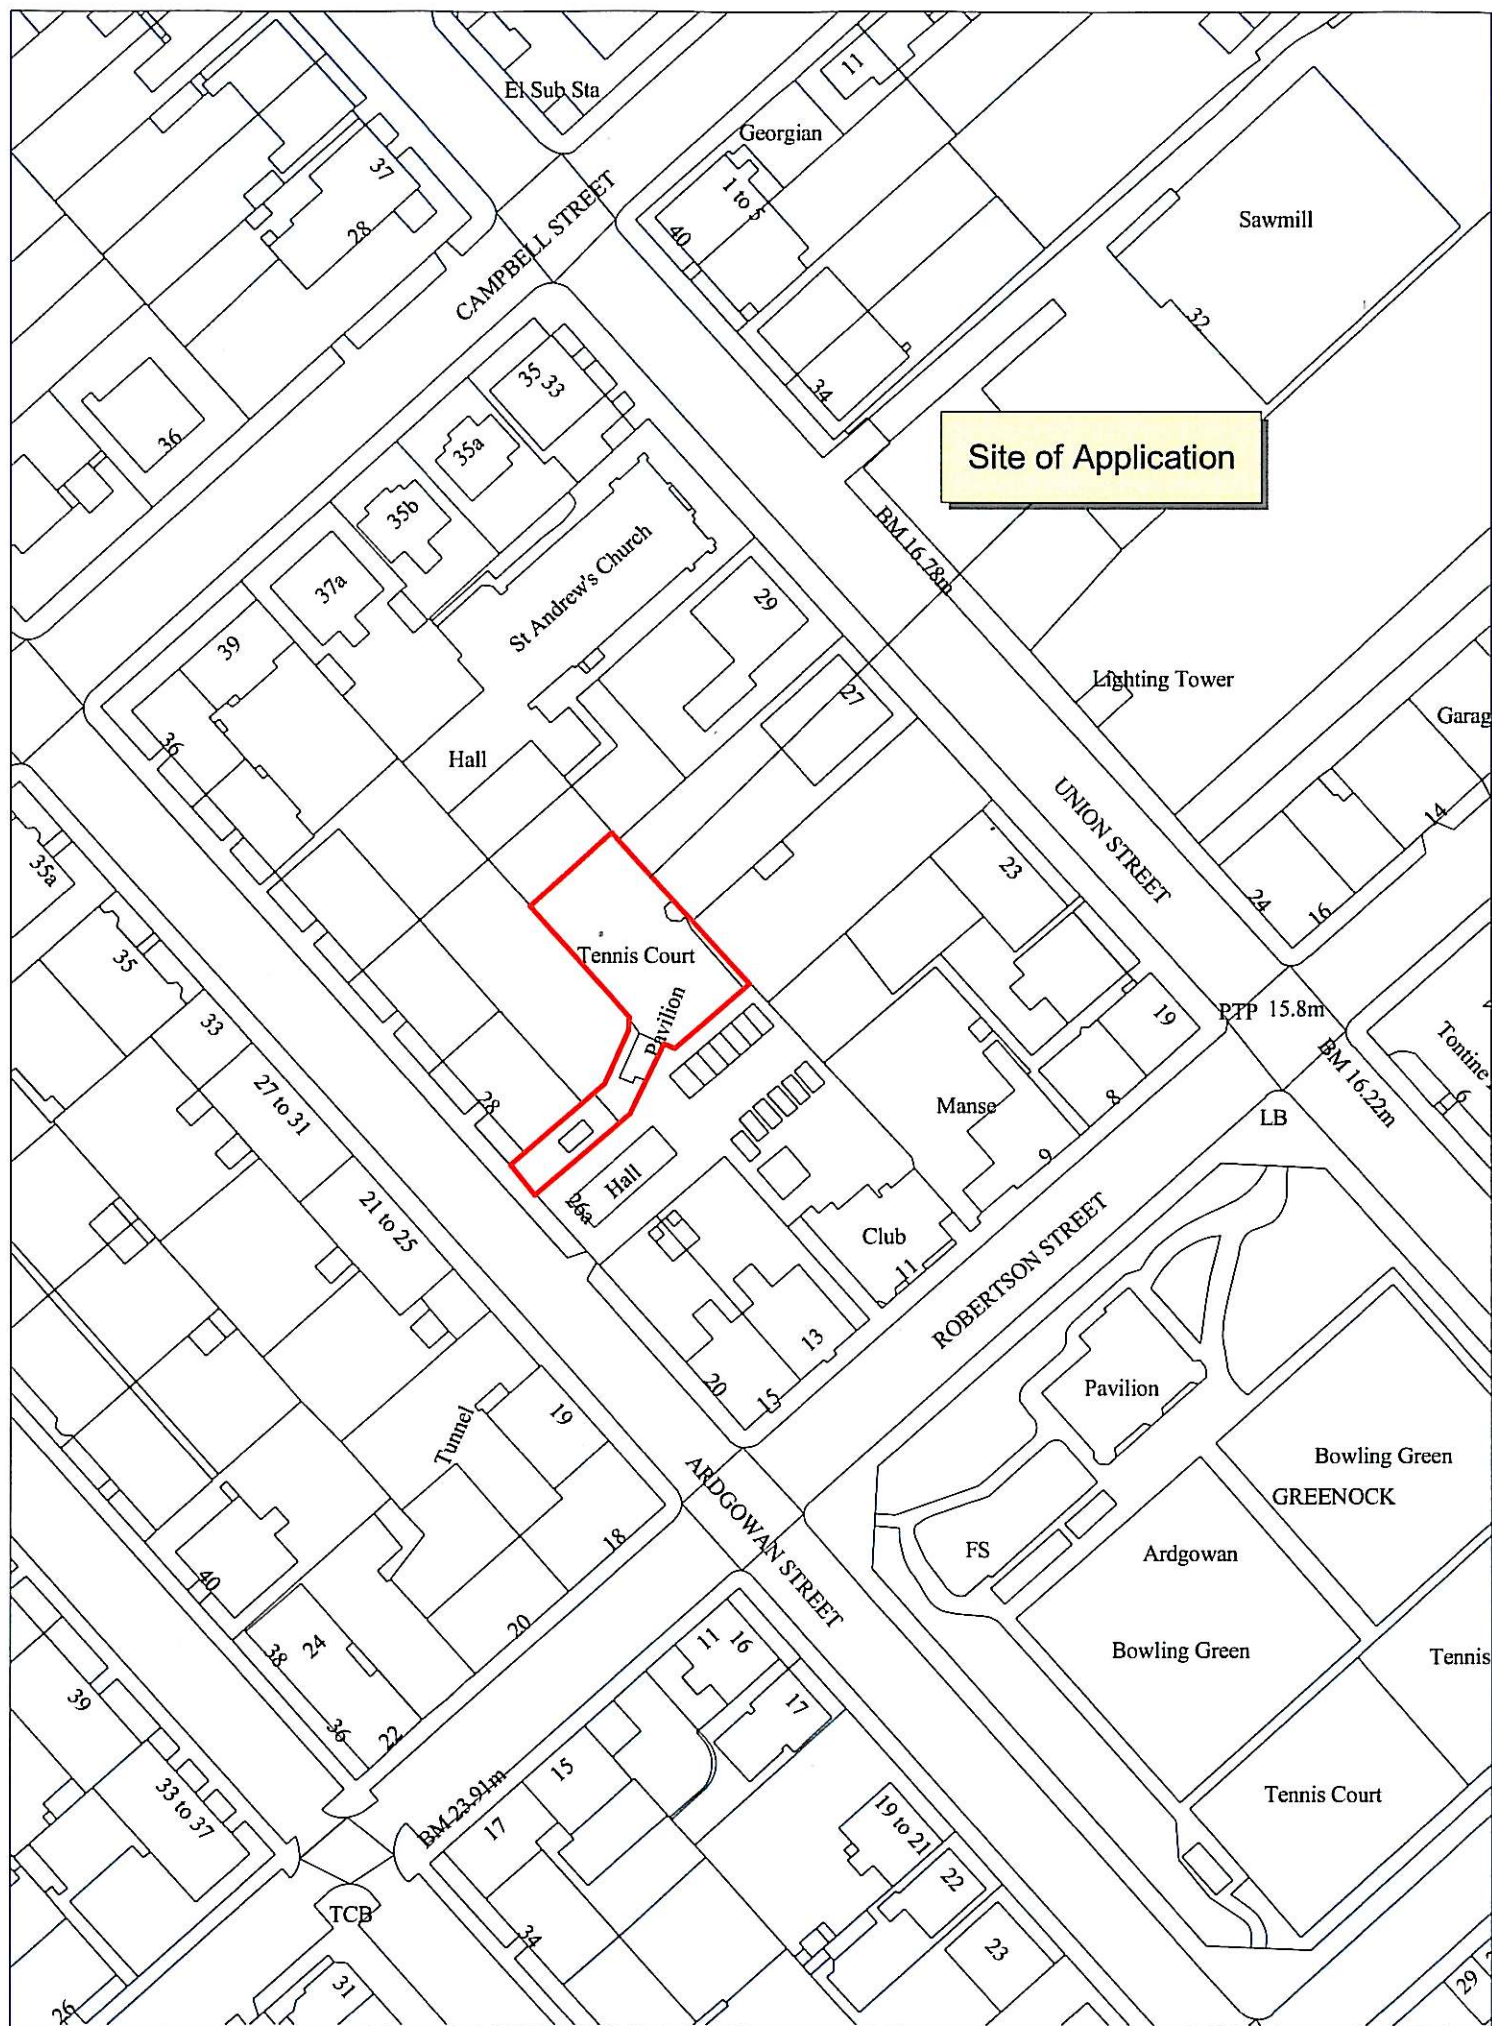 El Sub Sta
11
Georgian
37
28
1 to 5
40
CAMPBELL STREET
Sawmill
32
34
35
33
36
35a
Site of Application
35b
BM 16.78m
St Andrew's Church
37a
29
39
Lighting Tower
27
Garag
36
Hall
UNION STREET
14
35a
23
24
16
35
Tennis Court
33
Pavilion
19
PTP 15.8m
BM 16.22m
Tontine
6
27 to 31
28
Manse
8
LB
9
21 to 25
Hall
26a
Club
11
ROBERTSON STREET
13
20
15
Pavilion
19
Tunnel
Bowling Green
GREENOCK
ARDGOWAN STREET
18
FS
Ardgowan
40
20
Bowling Green
Tennis
38
24
11
16
39
36
22
17
15
Tennis Court
33 to 37
BM 23.91m
17
19 to 21
22
TCB
34
23
31
29
26